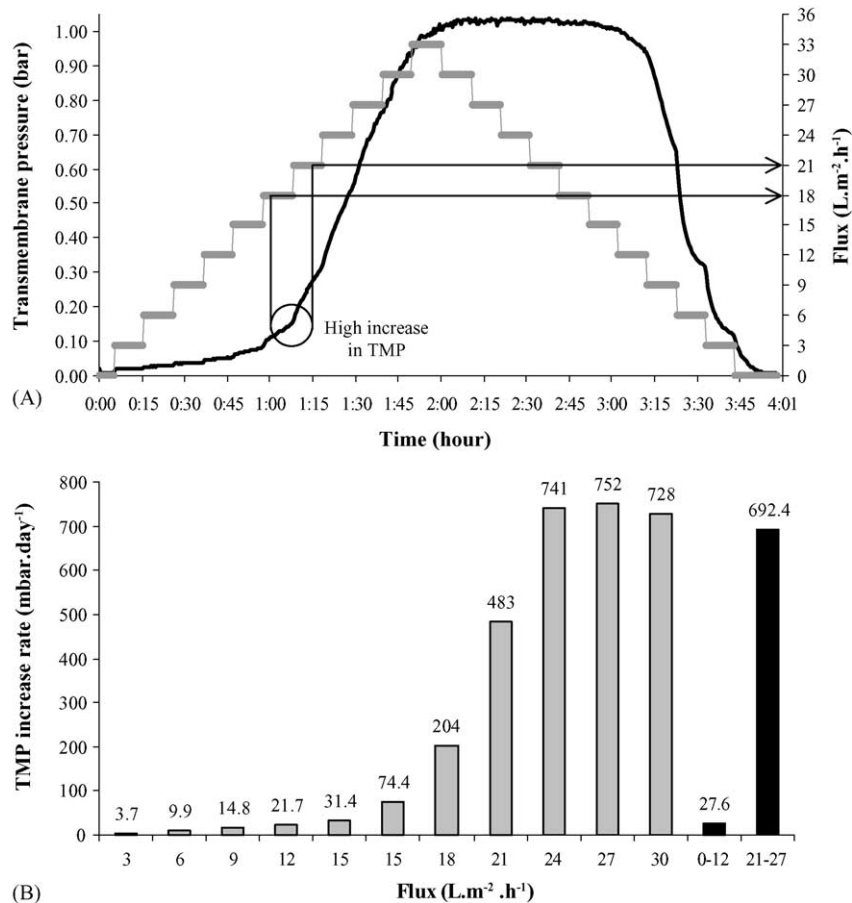 Transmembrane pressure (bar)
1.00
0.90
0.80
0.70
0.60
0.50
0.40
0.30
0.20
0.10
0.00
36
33
30
27
24
21
18
15
12
9
6
3
0
Flux (L.m-2.h-1)
High increase
in TMP
(A)
0:00 0:15 0:30 0:45 1:00 1:15 1:30 1:45 2:00 2:15 2:30 2:45 3:00 3:15 3:30 3:45 4:01
Time (hour)
TMP increase rate (mbar.day-1)
800
700
600
500
400
300
200
100
0
3.7 9.9 14.8 21.7 31.4 74.4 204 483 741 752 728 27.6 692.4
3 6 9 12 15 15 18 21 24 27 30 0-12 21-27
(B)
Flux (L.m-2 .h-1)